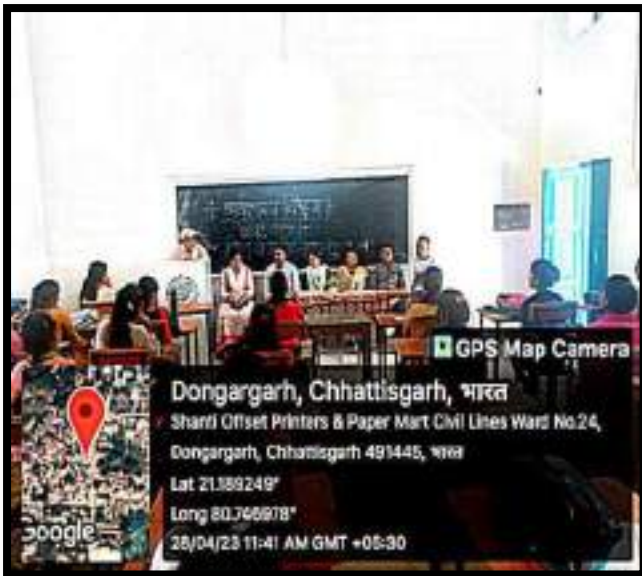 GPS Map Camera
Dongargarh, Chhattisgarh, भारत
Shanti Offset Printers & Paper Mart Civil Lines Ward No.24,
Dongargarh, Chhattisgarh 491445, भारत
Lat 21.189249°
Long 80.746978°
28/04/23 11:41 AM GMT +05:30
Google